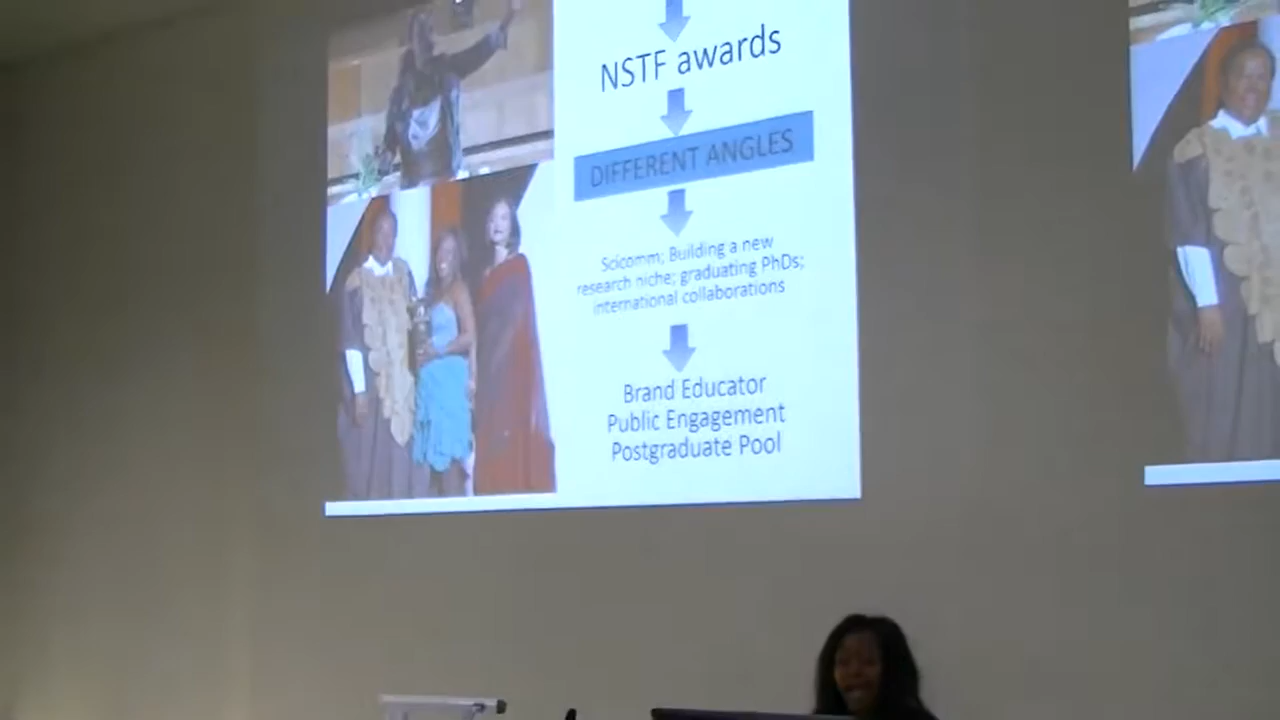 NSTF awards
DIFFERENT ANGLES
Scicomm; Building a new
research niche; graduating PhDs;
international collaborations
Brand Educator
Public Engagement
Postgraduate Pool